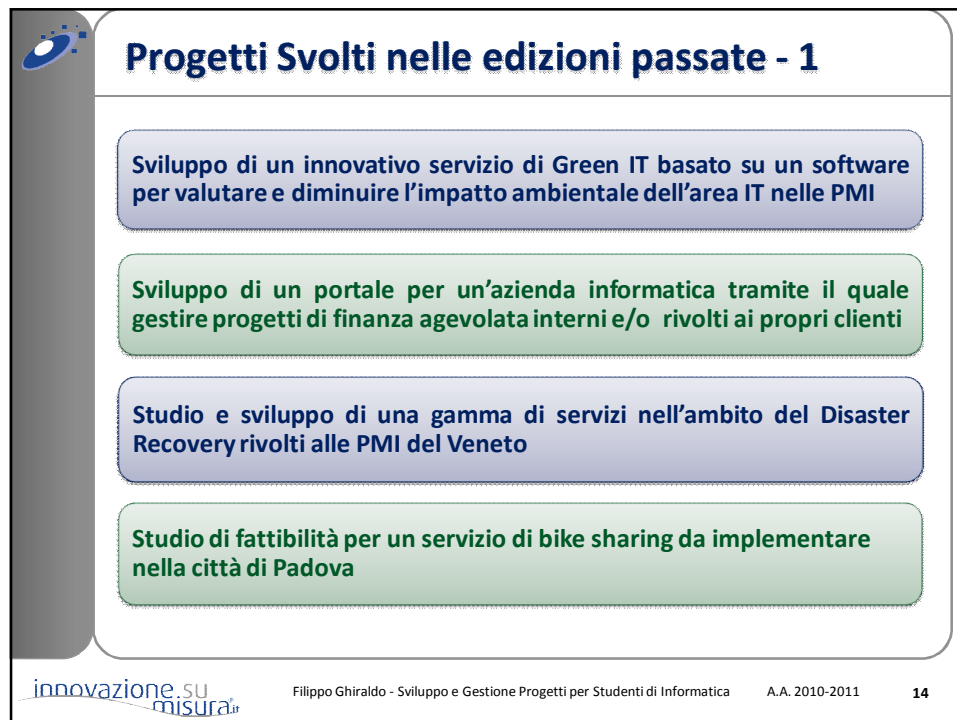 Progetti Svolti nelle edizioni passate - 1
Sviluppo di un innovativo servizio di Green IT basato su un software
per valutare e diminuire l’impatto ambientale dell’area IT nelle PMI
Sviluppo di un portale per un’azienda informatica tramite il quale
gestire progetti di finanza agevolata interni e/o rivolti ai propri clienti
Studio e sviluppo di una gamma di servizi nell’ambito del Disaster
Recovery rivolti alle PMI del Veneto
Studio di fattibilità per un servizio di bike sharing da implementare
nella città di Padova
innovazione su
misura.it
Filippo Ghiraldo - Sviluppo e Gestione Progetti per Studenti di Informatica A.A. 2010-2011 14